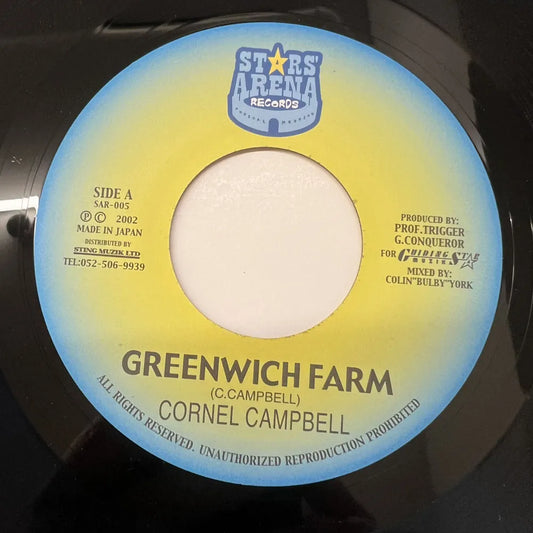 STARS'
ARENA
RECORDS
SIDE A
SAR-005
Ⓟ Ⓒ 2002
MADE IN JAPAN
DISTRIBUTED BY
STING MUZIK LTD
TEL:052-506-9939
PRODUCED BY:
PROF.TRIGGER
G.CONQUEROR
FOR GUIDING STAR
MUZIK
MIXED BY:
COLIN"BULBY"YORK
GREENWICH FARM
(C.CAMPBELL)
CORNEL CAMPBELL
ALL RIGHTS RESERVED. UNAUTHORIZED REPRODUCTION PROHIBITED